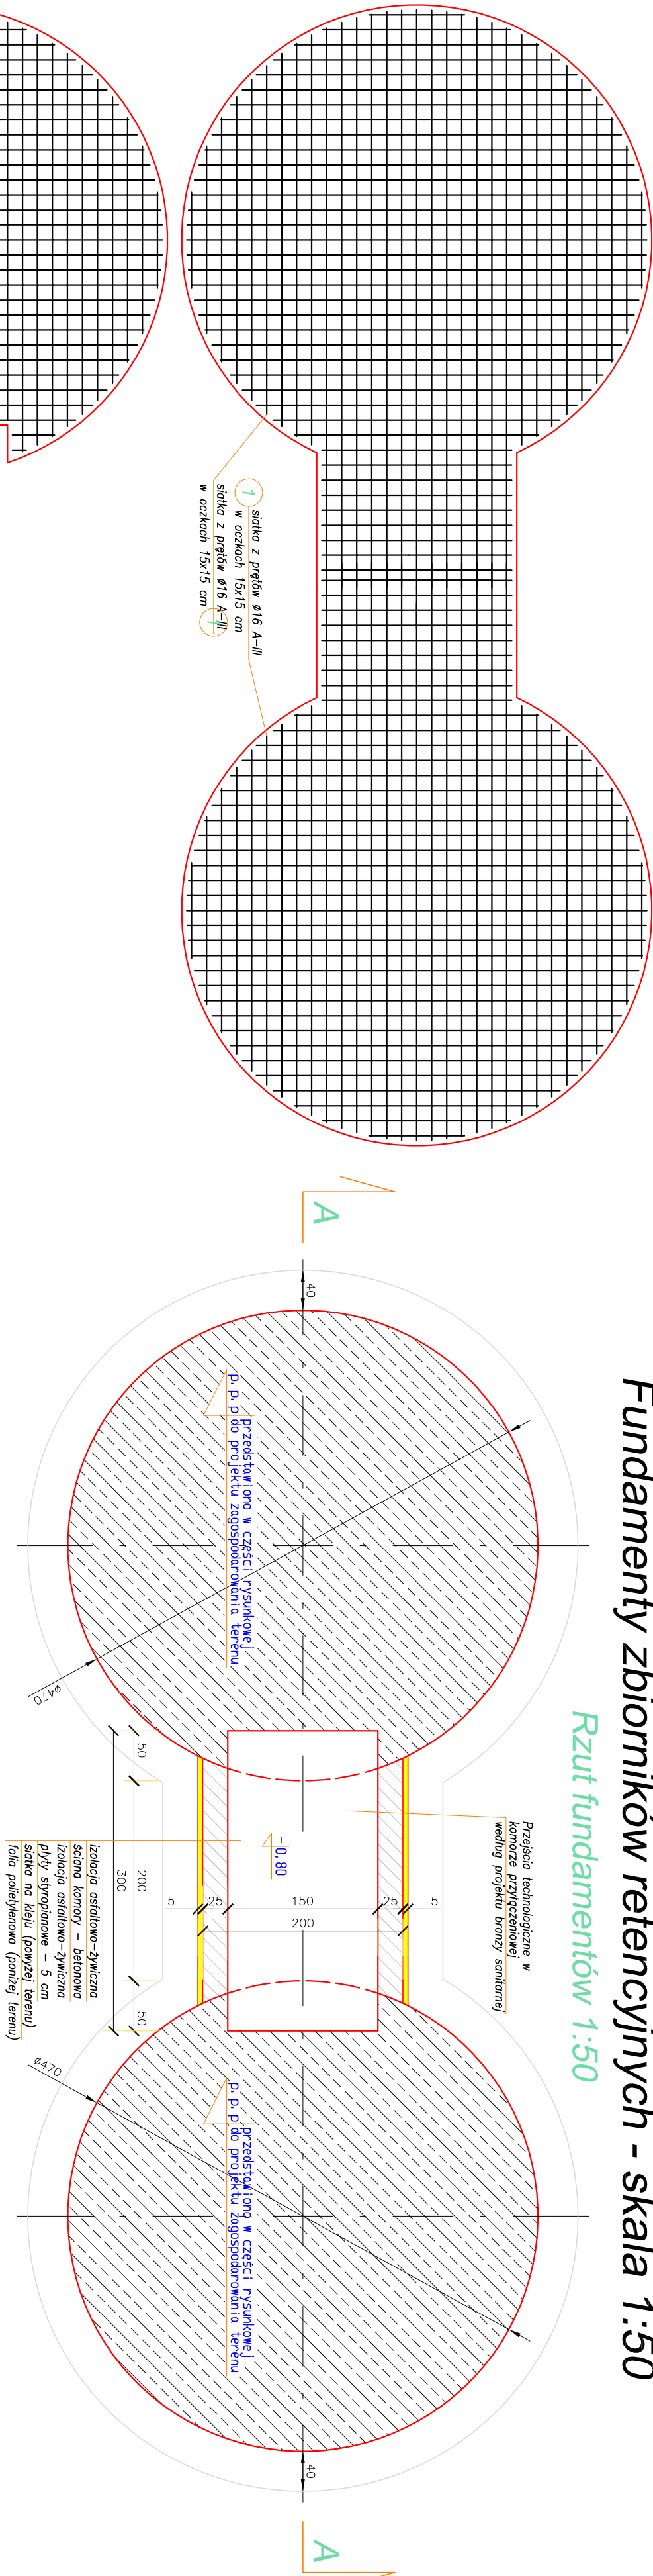 Fundamenty zbiorników retencyjnych - skala 1:50
Rzut fundamentów 1:50
1
siatka z prętów ø16 A-III
w oczkach 15x15 cm
siatka z prętów ø16 A-III
w oczkach 15x15 cm
1
A
40
przedstawiono w części rysunkowej
p.p.p do projektu zagospodarowania terenu
ø470
Przejścia technologiczne w
komorze przyłączeniowej
według projektu branży sanitarnej
-0,80
5
25
150
25
5
200
50
200
50
300
izolacja asfaltowo-żywiczna
ściana komory - betonowa
izolacja asfaltowo-żywiczna
płyty styropianowe - 5 cm
siatka na kleju (powyżej terenu)
folia polietylenowa (poniżej terenu)
ø470
przedstawiono w części rysunkowej
p.p.p do projektu zagospodarowania terenu
40
A